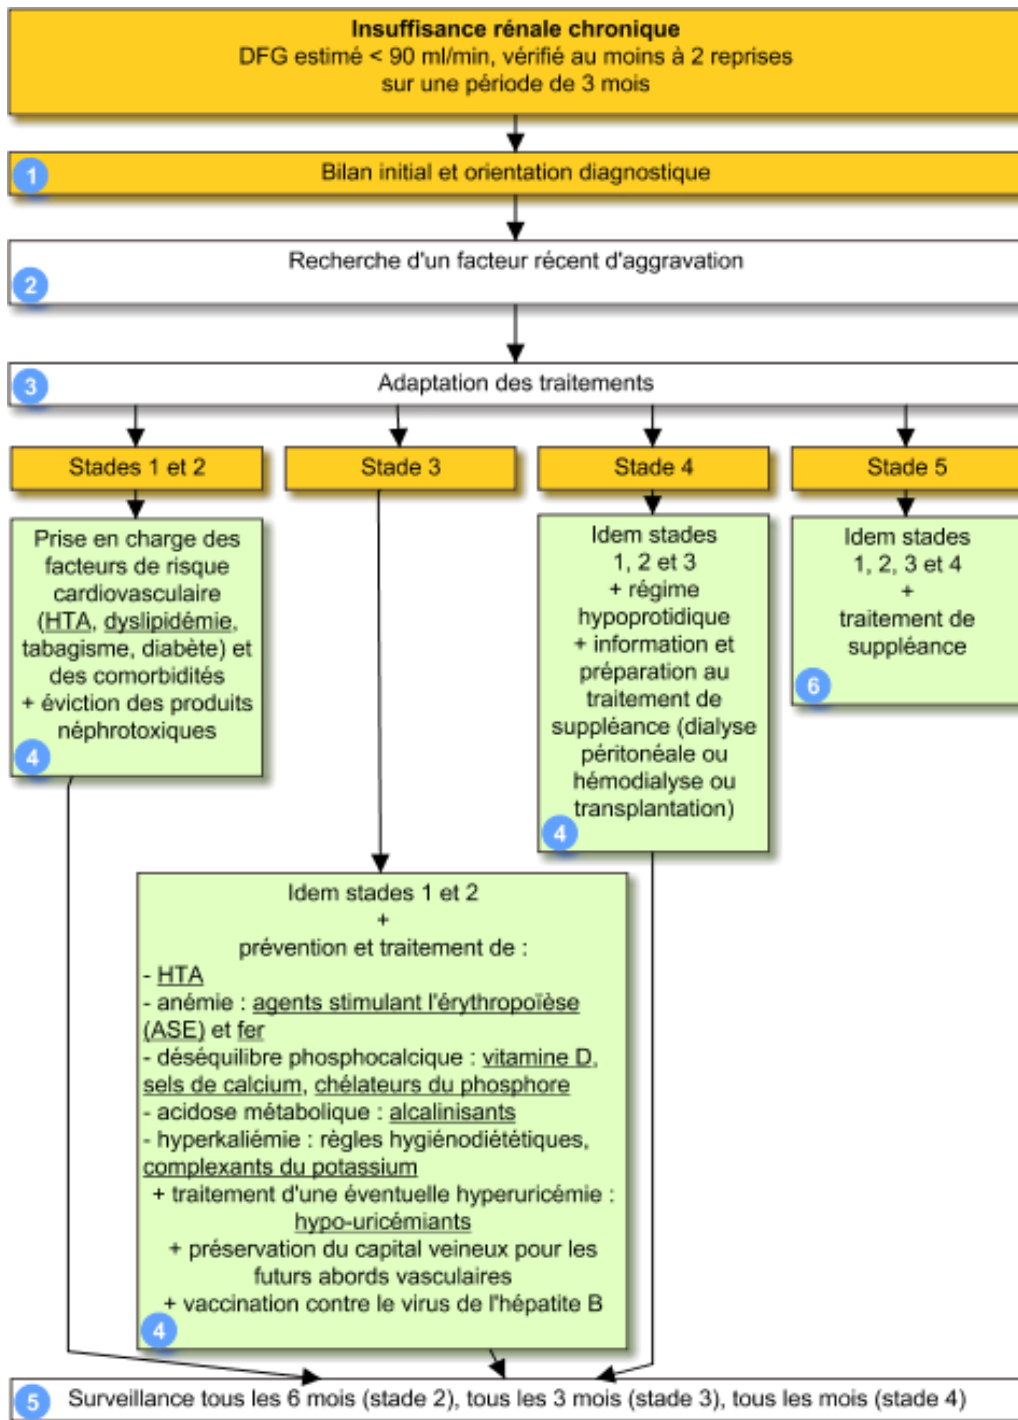 Insuffisance rénale chronique
DFG estimé < 90 ml/min, vérifié au moins à 2 reprises
sur une période de 3 mois
1
Bilan initial et orientation diagnostique
Recherche d'un facteur récent d'aggravation
2
3
Adaptation des traitements
Stades 1 et 2
Stade 3
Stade 4
Stade 5
Prise en charge des
facteurs de risque
cardiovasculaire
(HTA, dyslipidémie,
tabagisme, diabète) et
des comorbidités
+ éviction des produits
néphrotoxiques
4
Idem stades
1, 2 et 3
+ régime
hypoprotidique
+ information et
préparation au
traitement de
suppléance (dialyse
péritonéale ou
hémodialyse ou
transplantation)
4
Idem stades
1, 2, 3 et 4
+
traitement de
suppléance
6
Idem stades 1 et 2
+
prévention et traitement de :
- HTA
- anémie : agents stimulant l'érythropoïèse
(ASE) et fer
- déséquilibre phosphocalcique : vitamine D,
sels de calcium, chélateurs du phosphore
- acidose métabolique : alcalinisants
- hyperkaliémie : règles hygiénodiététiques,
complexants du potassium
+ traitement d'une éventuelle hyperuricémie :
hypo-uricémiants
+ préservation du capital veineux pour les
futurs abords vasculaires
+ vaccination contre le virus de l'hépatite B
4
5
Surveillance tous les 6 mois (stade 2), tous les 3 mois (stade 3), tous les mois (stade 4)